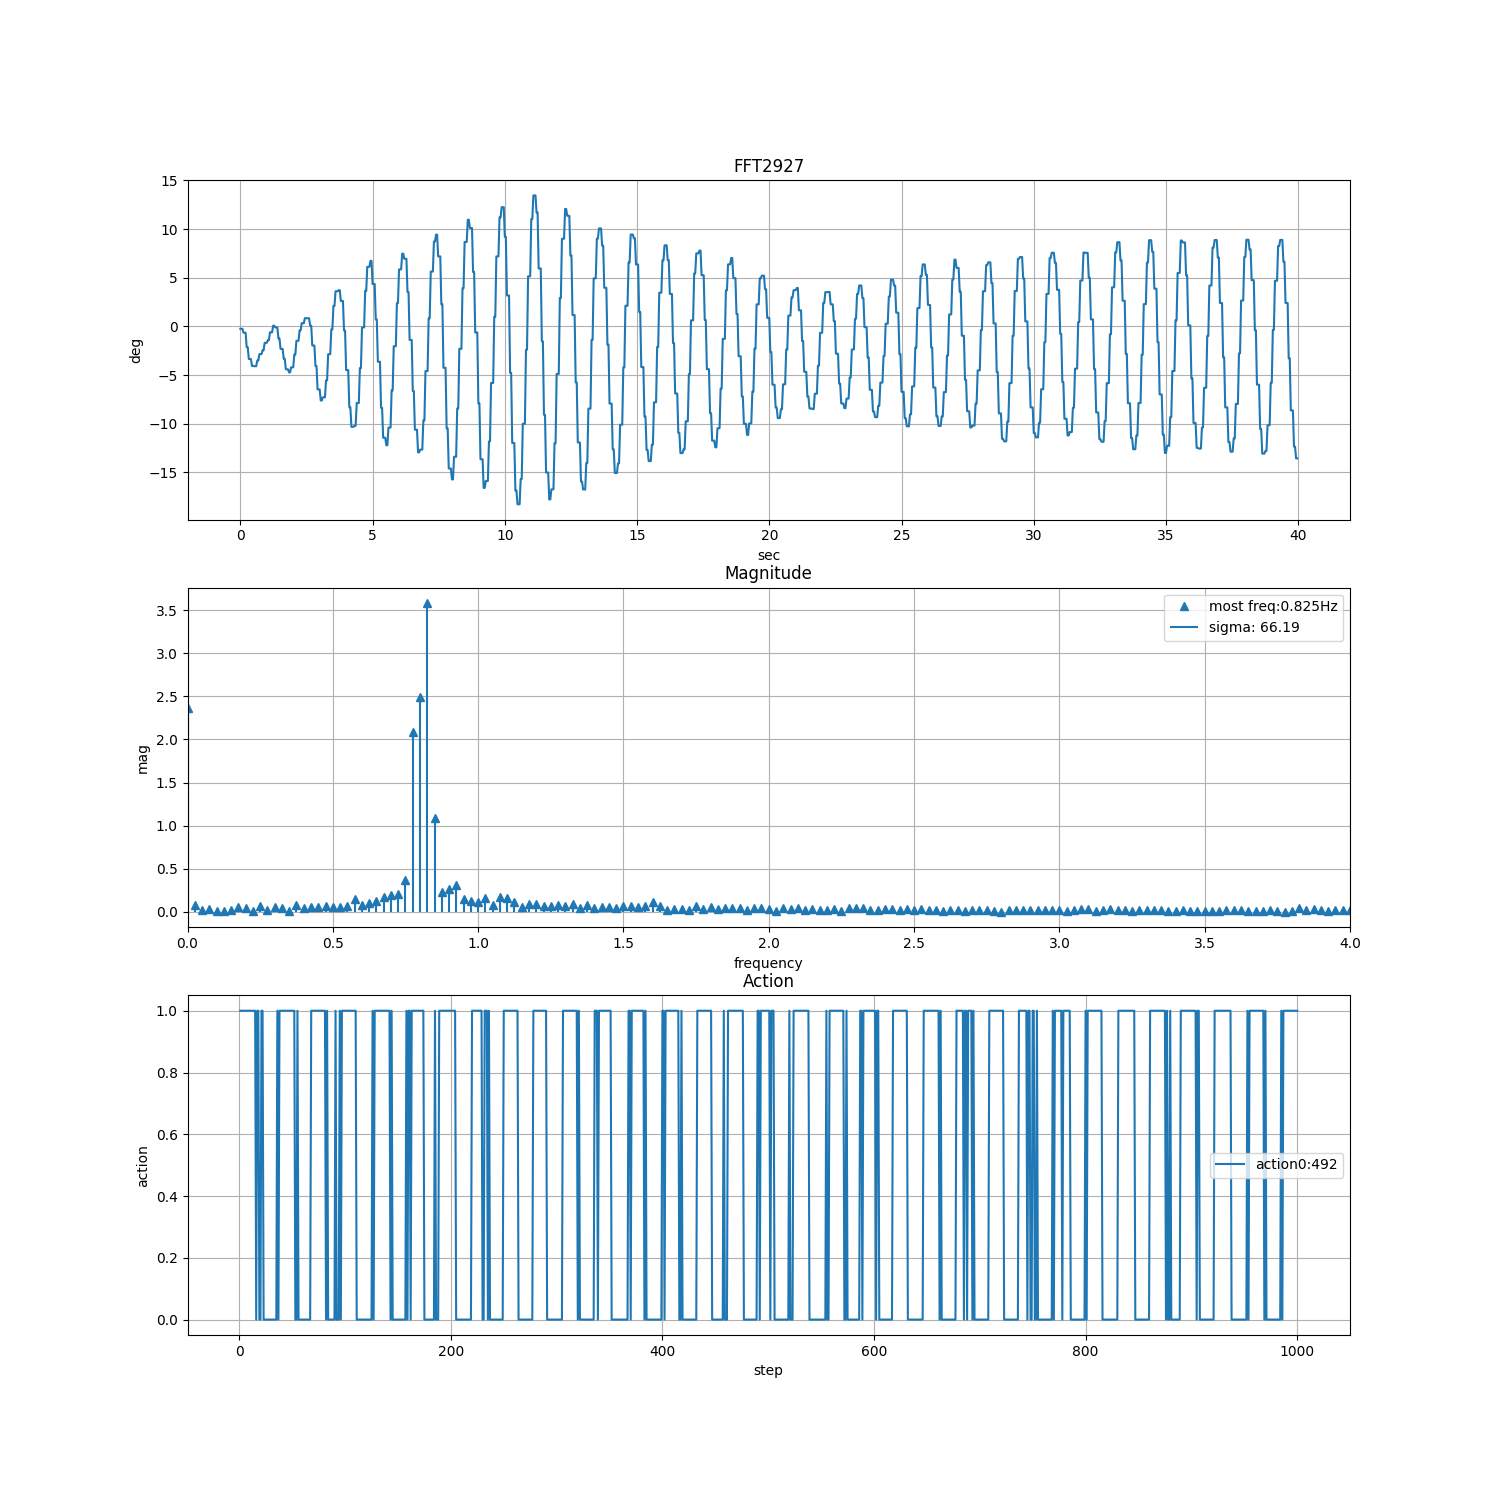 FFT2927
15
10
5
0
−5
−10
−15
deg
0 5 10 15 20 25 30 35 40
sec
Magnitude
3.5
3.0
2.5
2.0
1.5
1.0
0.5
0.0
mag
most freq:0.825Hz
sigma: 66.19
0.0 0.5 1.0 1.5 2.0 2.5 3.0 3.5 4.0
frequency
Action
1.0
0.8
0.6
0.4
0.2
0.0
action
action0:492
0 200 400 600 800 1000
step